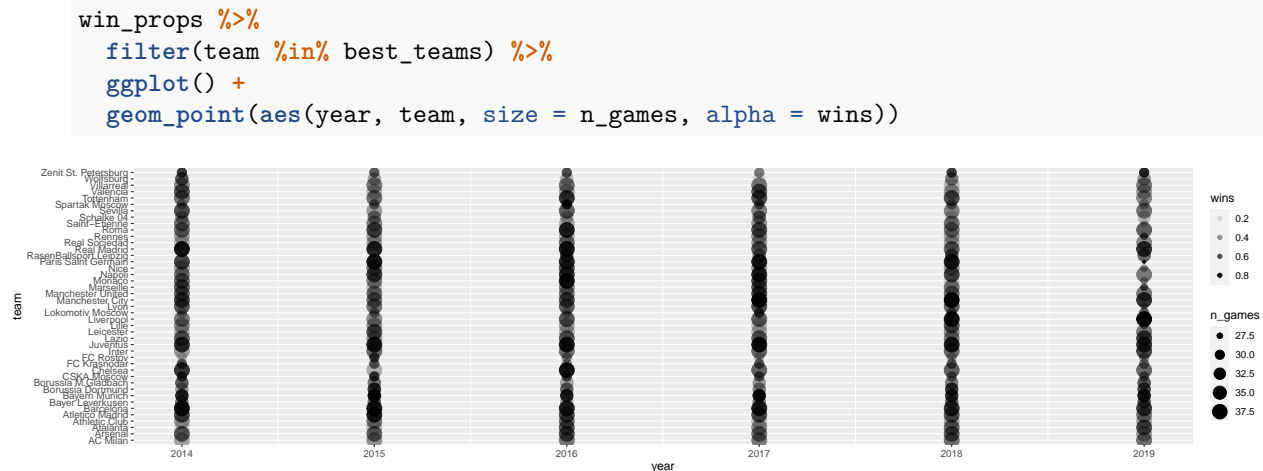 win_props %>%
filter(team %in% best_teams) %>%
ggplot() +
geom_point(aes(year, team, size = n_games, alpha = wins))
Zenit St. Petersburg
Wolfsburg
Villarreal
Valencia
Tottenham
Spartak Moscow
Sevilla
Schalke 04
Saint-Etienne
Roma
Rennes
Real Sociedad
Real Madrid
RasenBallsport Leipzig
Paris Saint Germain
Nice
Napoli
Monaco
Marseille
Manchester United
Manchester City
Lyon
Lokomotiv Moscow
Liverpool
Lille
Leicester
Lazio
Juventus
Inter
FC Rostov
FC Krasnodar
Chelsea
CSKA Moscow
Borussia M.Gladbach
Borussia Dortmund
Bayern Munich
Bayer Leverkusen
Barcelona
Atletico Madrid
Athletic Club
Atalanta
Arsenal
AC Milan
team
2014 2015 2016 2017 2018 2019
year
wins
0.2
0.4
0.6
0.8
n_games
27.5
30.0
32.5
35.0
37.5